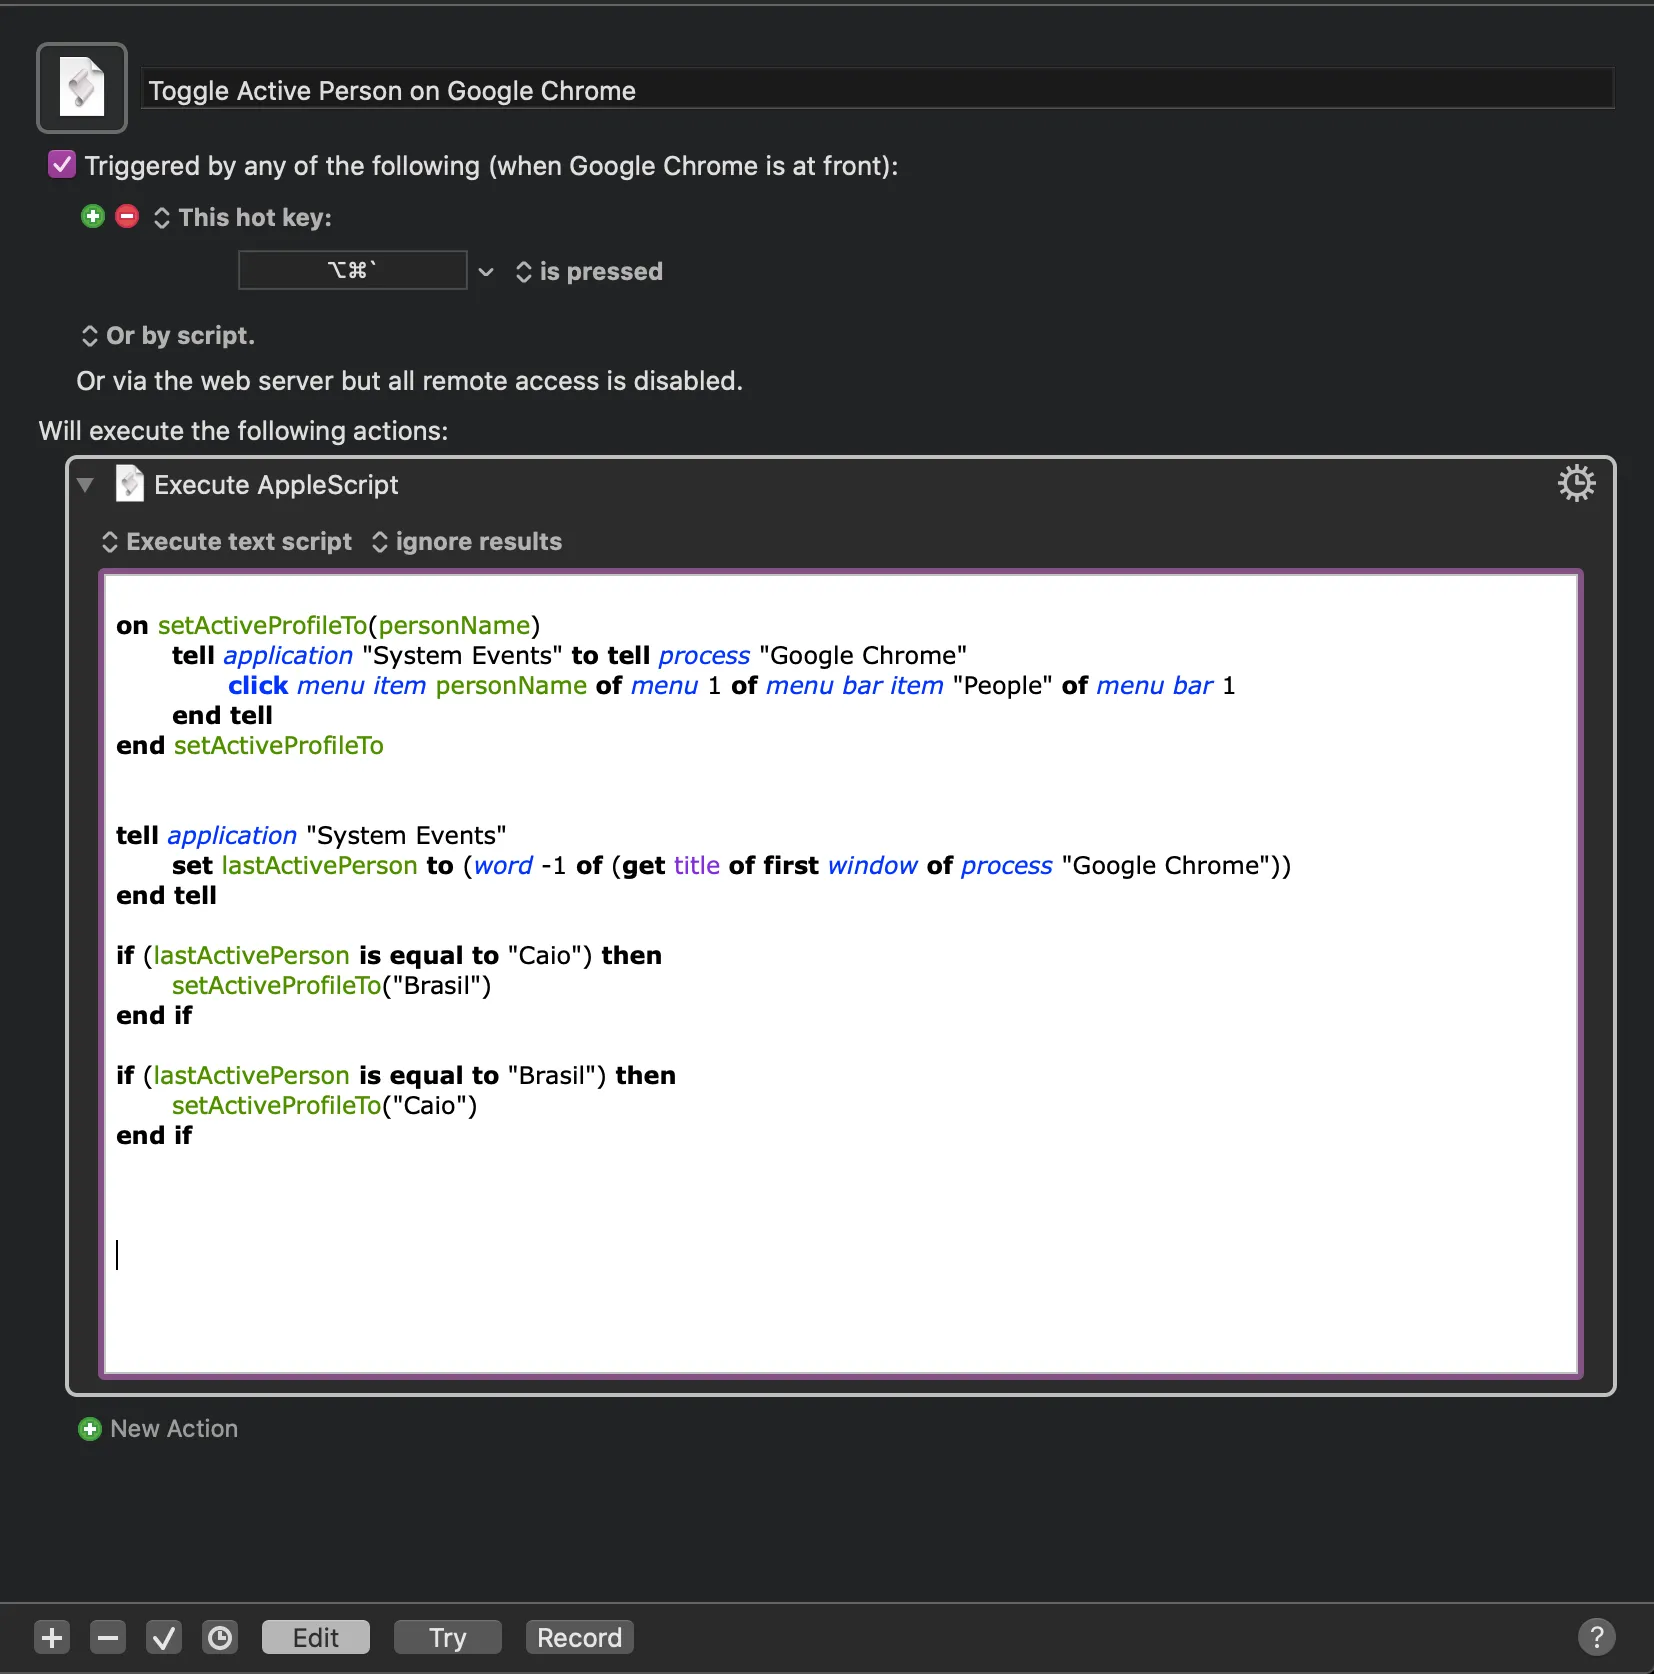 Toggle Active Person on Google Chrome
Triggered by any of the following (when Google Chrome is at front):
This hot key:
⌥⌘` is pressed
Or by script.
Or via the web server but all remote access is disabled.
Will execute the following actions:
Execute AppleScript
Execute text script ignore results
on setActiveProfileTo(personName)
tell application "System Events" to tell process "Google Chrome"
click menu item personName of menu 1 of menu bar item "People" of menu bar 1
end tell
end setActiveProfileTo
tell application "System Events"
set lastActivePerson to (word -1 of (get title of first window of process "Google Chrome"))
end tell
if (lastActivePerson is equal to "Caio") then
setActiveProfileTo("Brasil")
end if
if (lastActivePerson is equal to "Brasil") then
setActiveProfileTo("Caio")
end if
New Action
Edit Try Record ?